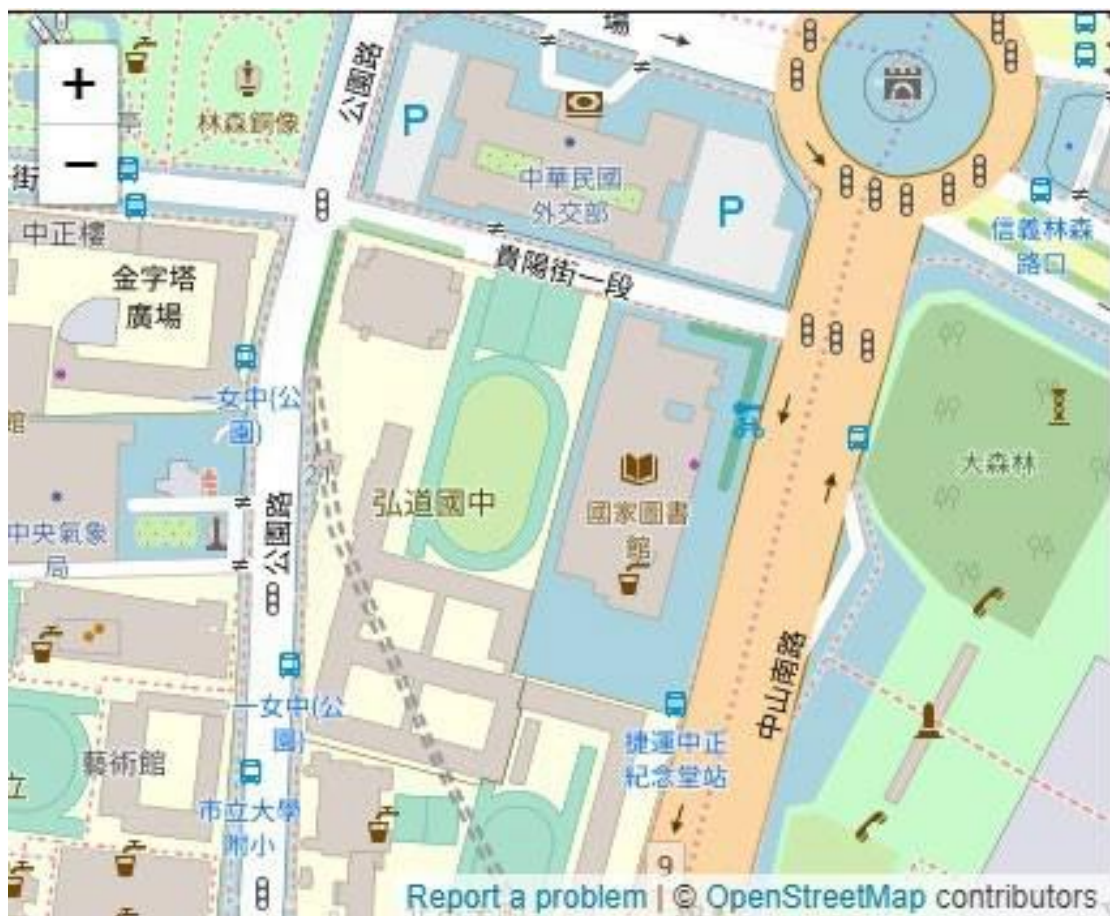 場
公園路
+
亭
林森銅像
P
−
街
中華民國
外交部
P
信義林森
路口
中正樓
貴陽街一段
金字塔
廣場
一女中(公
園)
館
大森林
弘道國中
國家圖書
館
中央氣象
局
公園路
中山南路
一女中(公
園)
捷運中正
紀念堂站
藝術館
立
市立大學
附小
9
Report a problem | © OpenStreetMap contributors